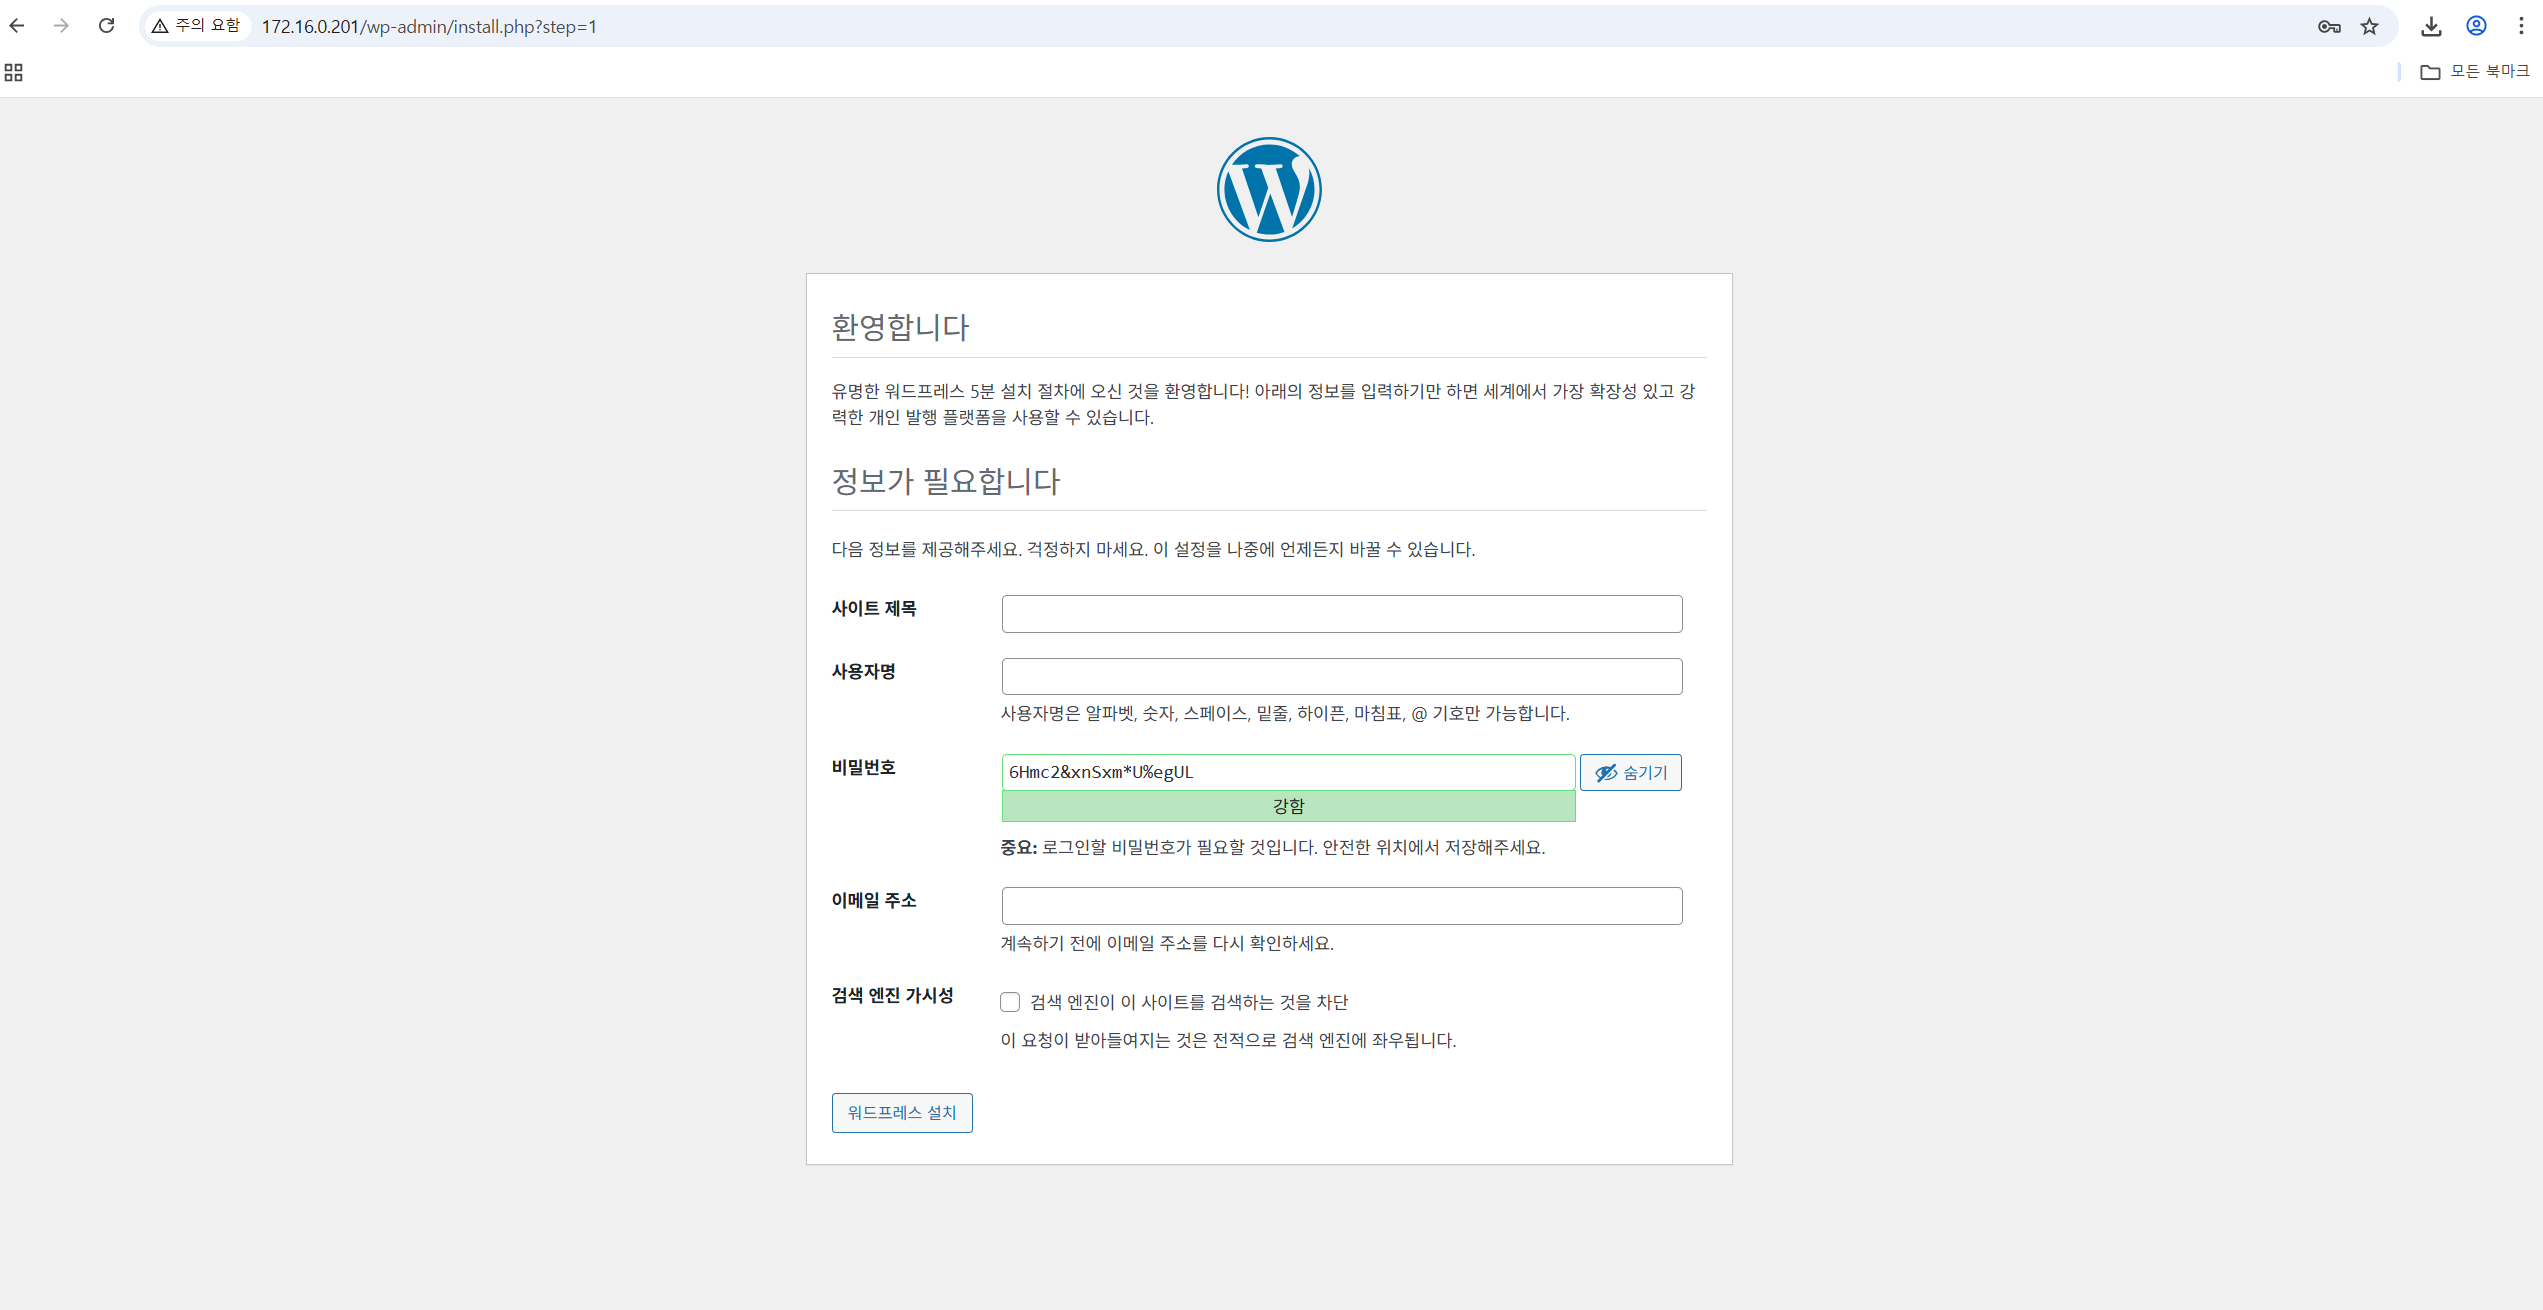 주의 요함
172.16.0.201/wp-admin/install.php?step=1
모든 북마크
환영합니다
유명한 워드프레스 5분 설치 절차에 오신 것을 환영합니다! 아래의 정보를 입력하기만 하면 세계에서 가장 확장성 있고 강
력한 개인 발행 플랫폼을 사용할 수 있습니다.
정보가 필요합니다
다음 정보를 제공해주세요. 걱정하지 마세요. 이 설정을 나중에 언제든지 바꿀 수 있습니다.
사이트 제목
사용자명
사용자명은 알파벳, 숫자, 스페이스, 밑줄, 하이픈, 마침표, @ 기호만 가능합니다.
비밀번호
6Hmc2&xnSxm*U%egUL
숨기기
강함
중요: 로그인할 비밀번호가 필요할 것입니다. 안전한 위치에서 저장해주세요.
이메일 주소
계속하기 전에 이메일 주소를 다시 확인하세요.
검색 엔진 가시성
검색 엔진이 이 사이트를 검색하는 것을 차단
이 요청이 받아들여지는 것은 전적으로 검색 엔진에 좌우됩니다.
워드프레스 설치